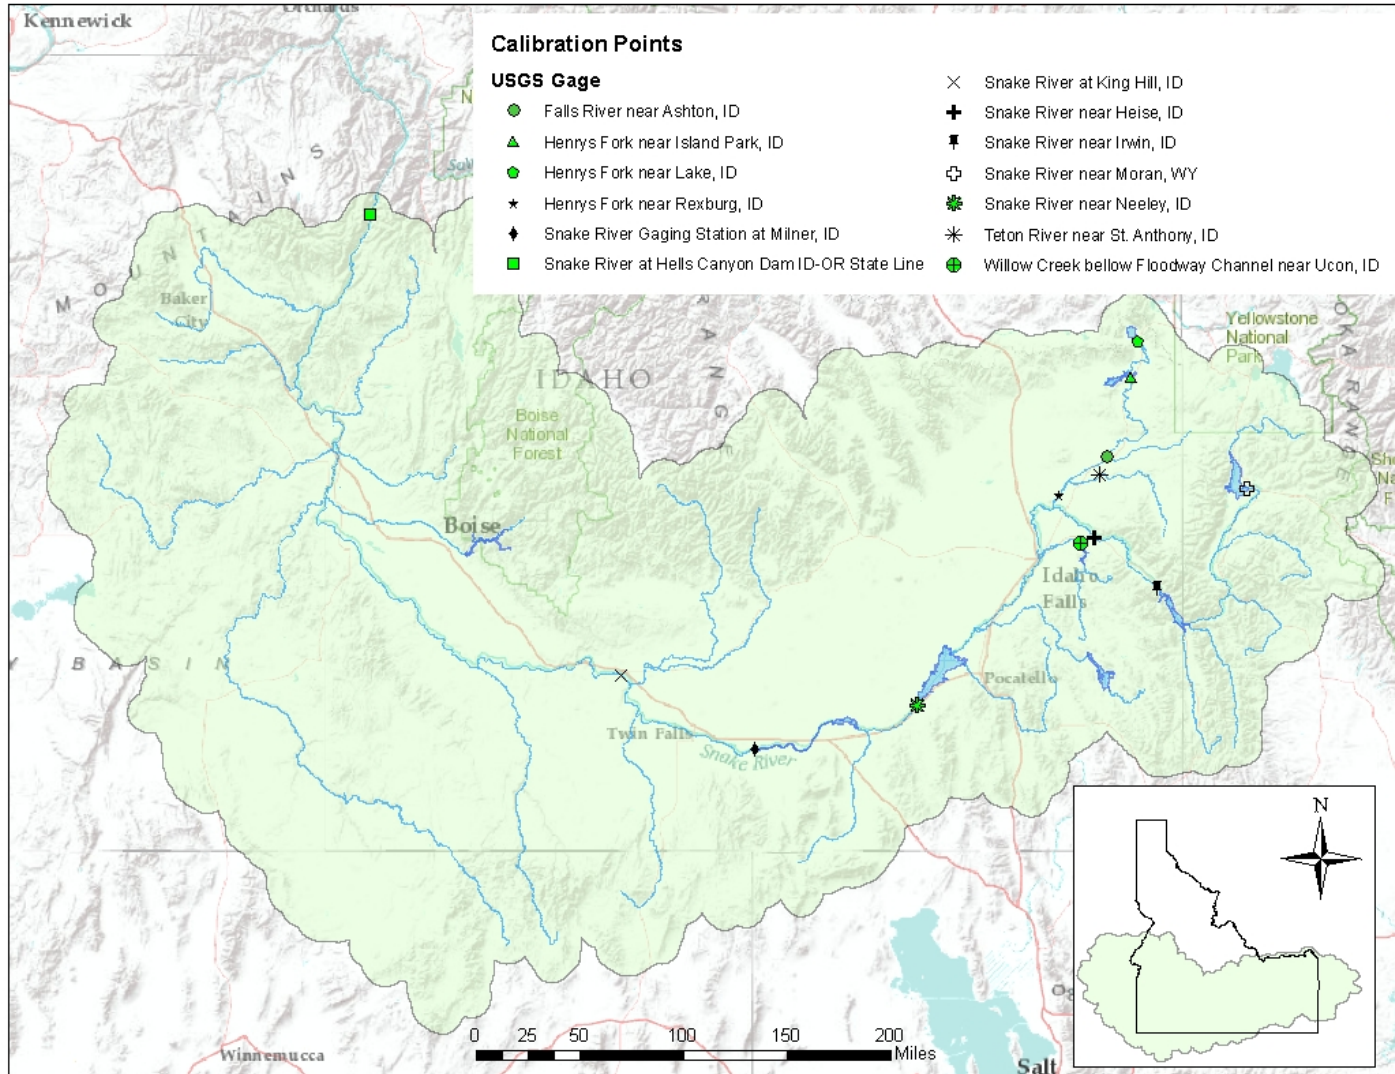 Kennewick
Orchards
Calibration Points
USGS Gage
Falls River near Ashton, ID
Henrys Fork near Island Park, ID
Henrys Fork near Lake, ID
Henrys Fork near Rexburg, ID
Snake River Gaging Station at Milner, ID
Snake River at Hells Canyon Dam ID-OR State Line
Snake River at King Hill, ID
Snake River near Heise, ID
Snake River near Irwin, ID
Snake River near Moran, WY
Snake River near Neeley, ID
Teton River near St. Anthony, ID
Willow Creek bellow Floodway Channel near Ucon, ID
MOUNTAINS
Baker
City
IDAHO
Boise
National
Forest
Boise
Yellowstone
National
Park
Idaho
Falls
Pocatello
Twin Falls
Snake River
BASIN
Winnemucca
Salt
N
0 25 50 100 150 200
Miles